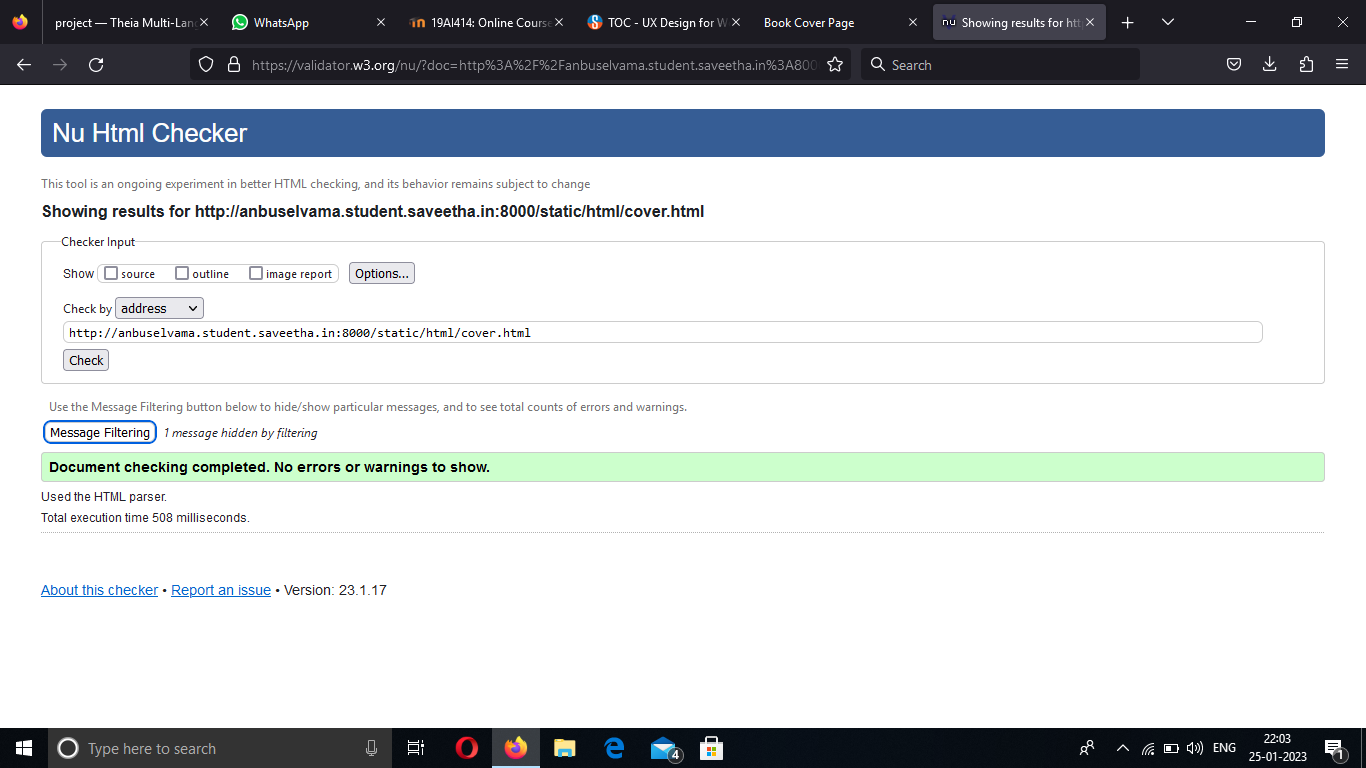 project — Theia Multi-Lan
WhatsApp
19AI414: Online Course
TOC - UX Design for W
Book Cover Page
nu Showing results for htt
https://validator.w3.org/nu/?doc=http%3A%2F%2Fanbuselvama.student.saveetha.in%3A800
Search
Nu Html Checker
This tool is an ongoing experiment in better HTML checking, and its behavior remains subject to change
Showing results for http://anbuselvama.student.saveetha.in:8000/static/html/cover.html
Checker Input
Show source outline image report Options...
Check by address
http://anbuselvama.student.saveetha.in:8000/static/html/cover.html
Check
Use the Message Filtering button below to hide/show particular messages, and to see total counts of errors and warnings.
Message Filtering 1 message hidden by filtering
Document checking completed. No errors or warnings to show.
Used the HTML parser.
Total execution time 508 milliseconds.
About this checker • Report an issue • Version: 23.1.17
Type here to search
4
ENG
22:03
25-01-2023
1